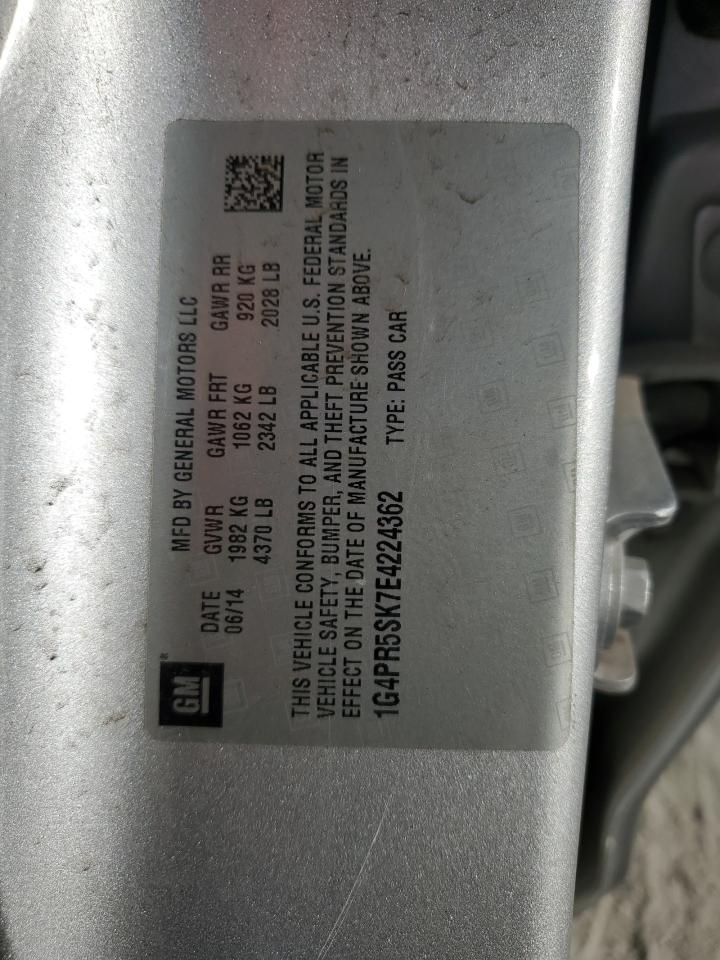 GM®
MFD BY GENERAL MOTORS LLC
DATE GVWR GAWR FRT GAWR RR
06/14 1982 KG 1062 KG 920 KG
4370 LB 2342 LB 2028 LB
THIS VEHICLE CONFORMS TO ALL APPLICABLE U.S. FEDERAL MOTOR
VEHICLE SAFETY, BUMPER, AND THEFT PREVENTION STANDARDS IN
EFFECT ON THE DATE OF MANUFACTURE SHOWN ABOVE.
1G4PR5SK7E4224362 TYPE: PASS CAR